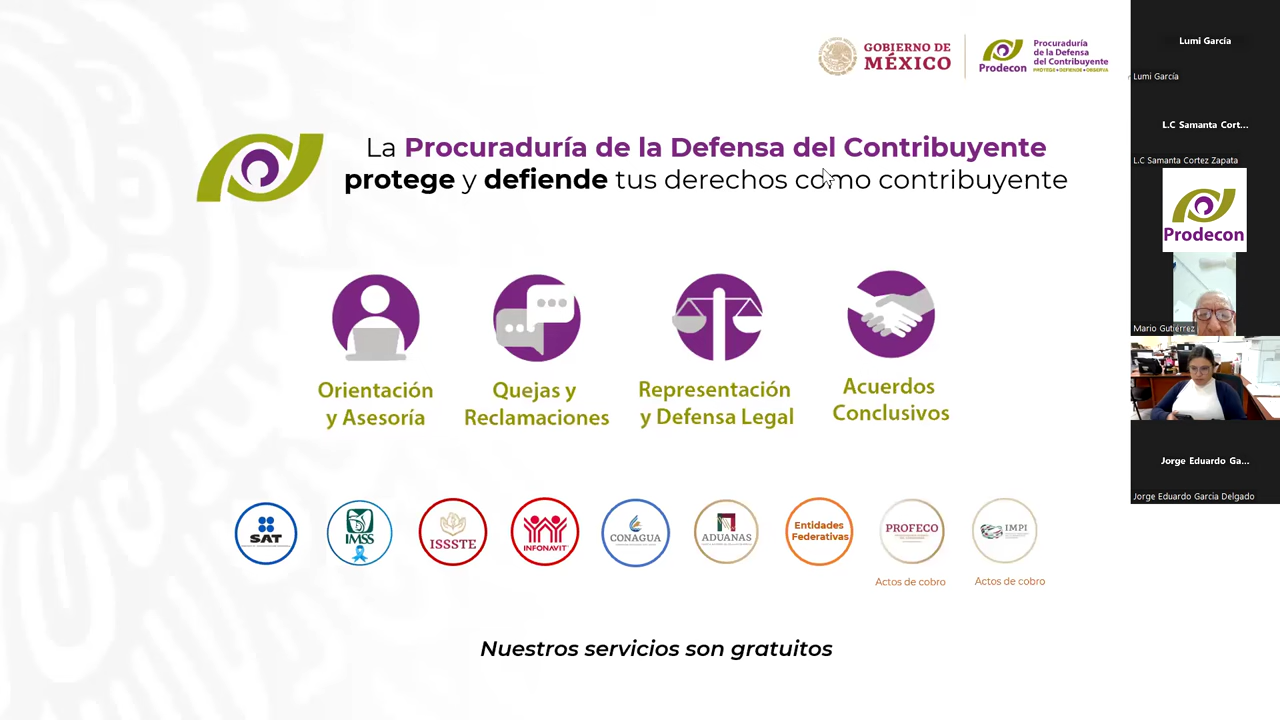 GOBIERNO DE
MÉXICO
Prodecon
Procuraduría
de la Defensa
del Contribuyente
PROTEGE • DEFIENDE • OBSERVA
La Procuraduría de la Defensa del Contribuyente
protege y defiende tus derechos como contribuyente
Orientación
y Asesoría
Quejas y
Reclamaciones
Representación
y Defensa Legal
Acuerdos
Conclusivos
SAT
IMSS
ISSSTE
INFONAVIT
CONAGUA
ADUANAS
Entidades
Federativas
PROFECO
IMPI
Actos de cobro
Actos de cobro
Nuestros servicios son gratuitos
Lumi García
Lumi García
L.C Samanta Cort...
L.C Samanta Cortez Zapata
Prodecon
Mario Gutiérrez
Jorge Eduardo Ga...
Jorge Eduardo Garcia Delgado